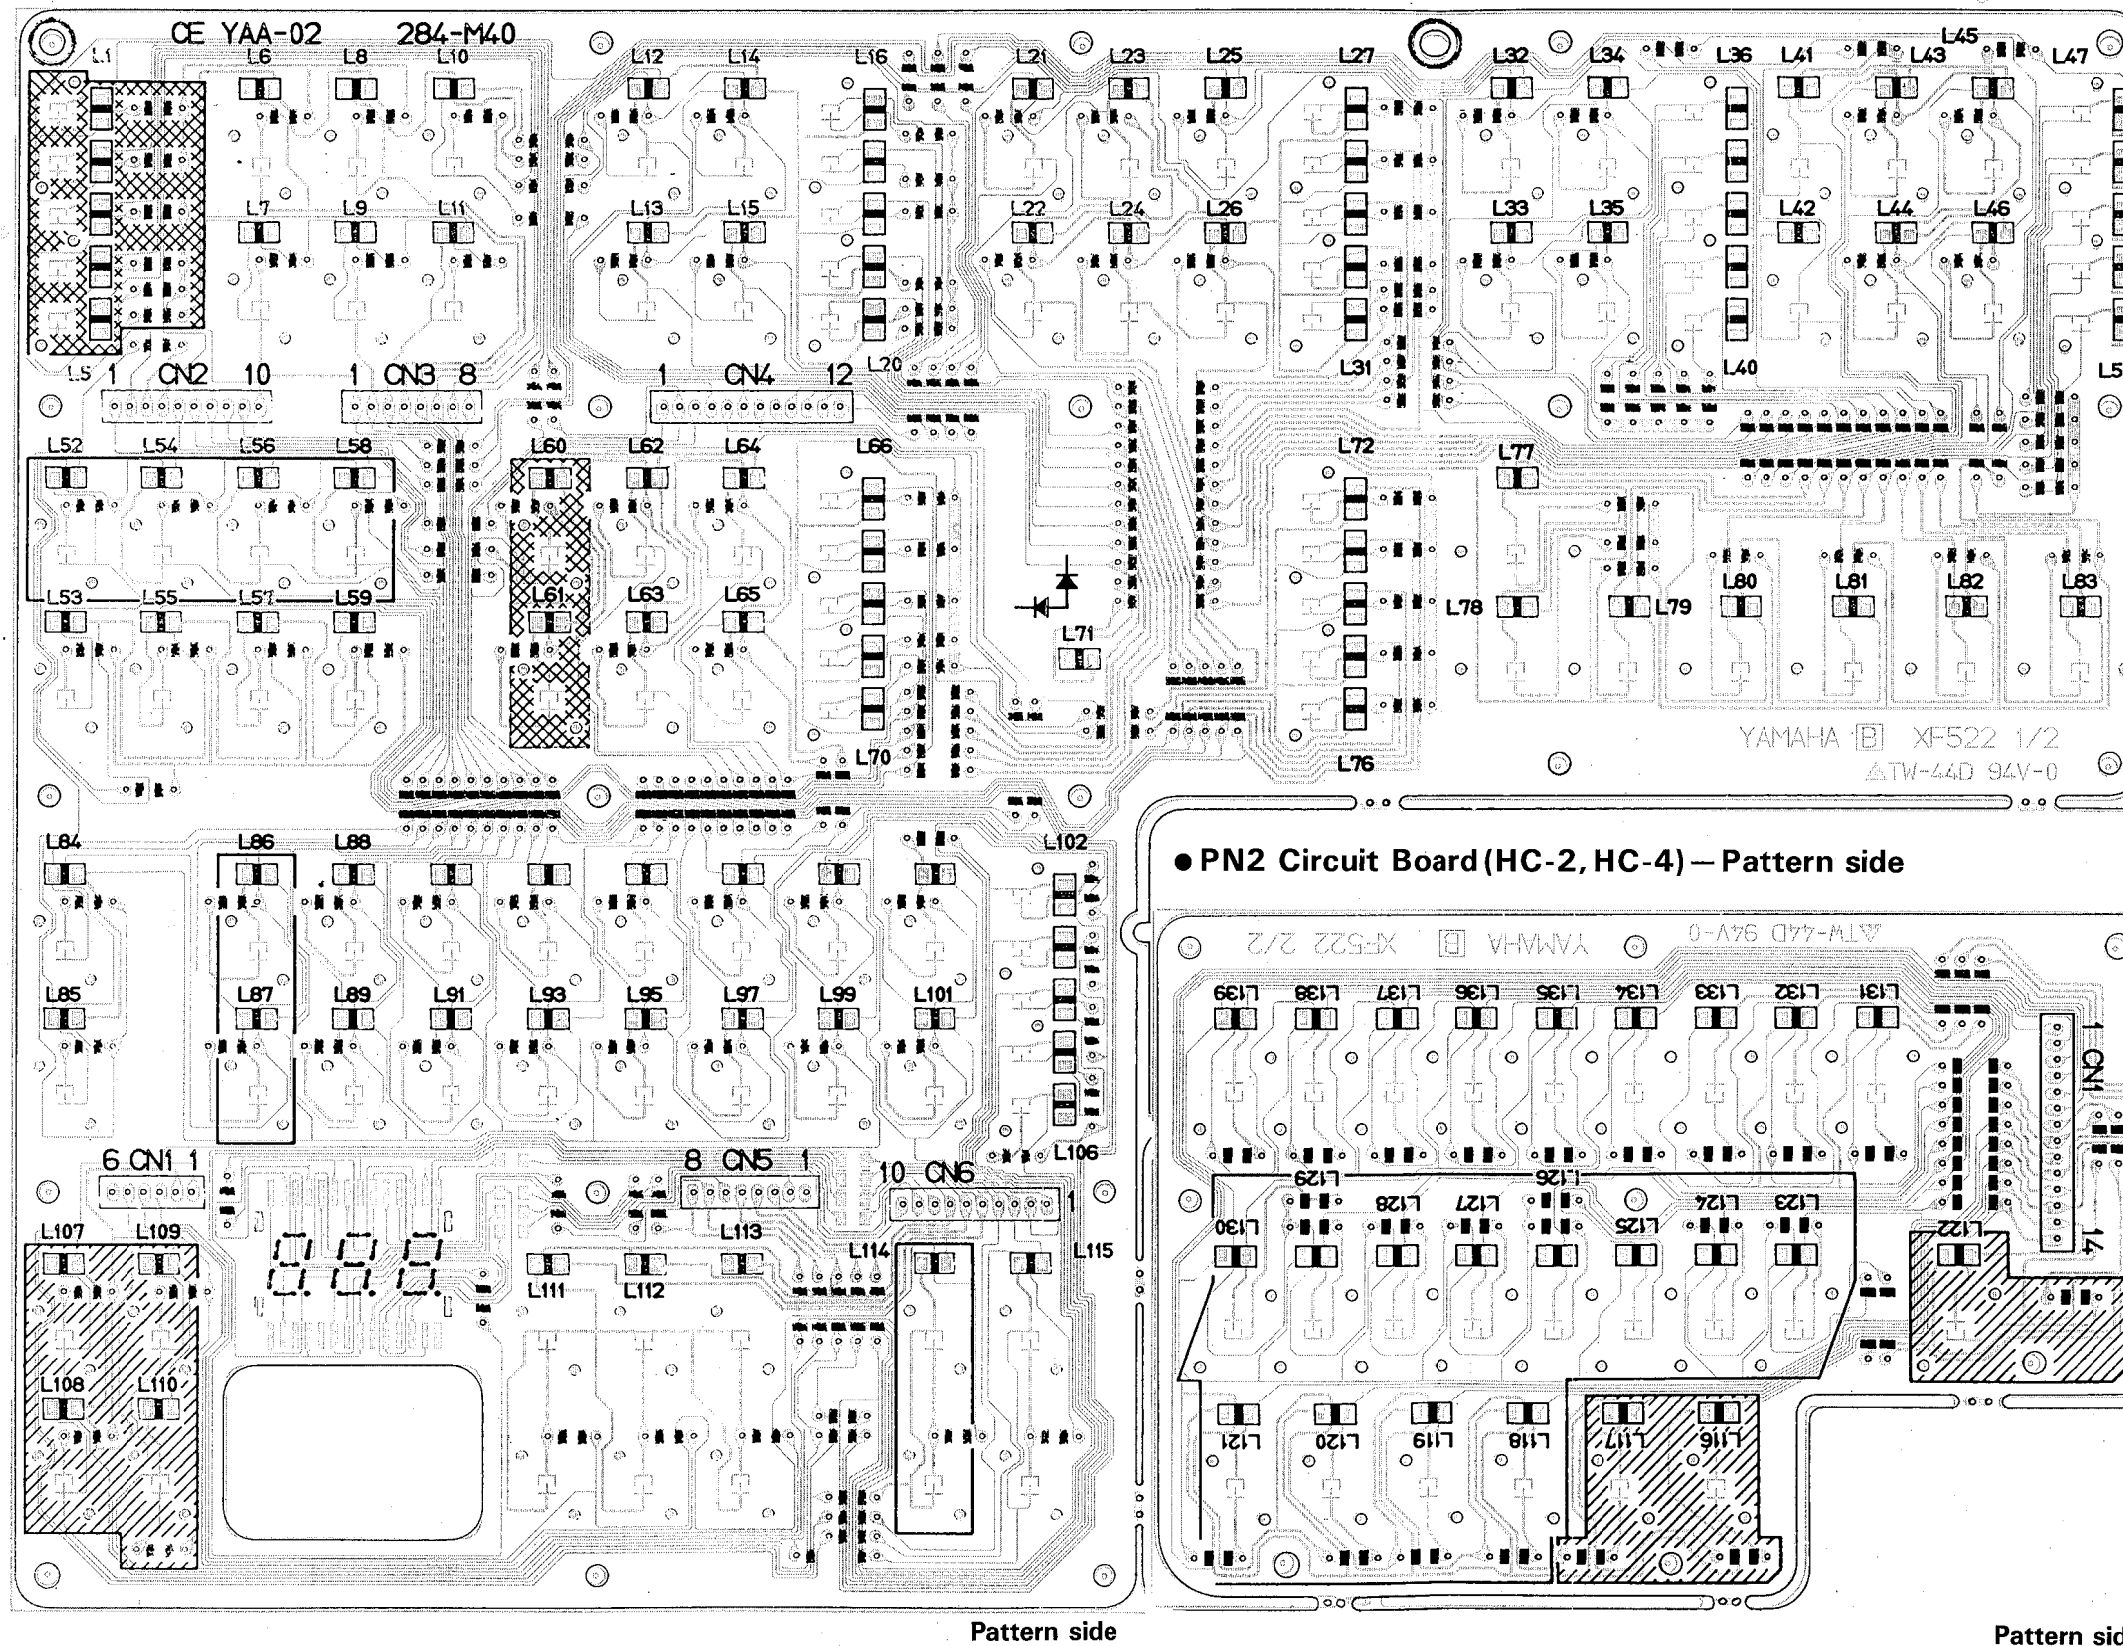 CE YAA-02 284-M40
L1 L6 L8 L10 L12 L14 L16 L21 L23 L25 L27 L32 L34 L36 L41 L43 L45 L47
L7 L9 L11 L13 L15 L22 L24 L26 L33 L35 L42 L44 L46
L5 1 CN2 10 1 CN3 8 1 CN4 12 L20 L31 L40
L52 L54 L56 L58 L60 L62 L64 L66 L72 L77
L53 L55 L57 L59 L61 L63 L65 L71 L78 L79 L80 L81 L82 L83
YAMAHA B XF522 1/2
L70 L76
TW-44D 94V-0
L84 L86 L88 L102
● PN2 Circuit Board (HC-2, HC-4) — Pattern side
YAMAHA B XF522 2/2
TW-44D 94V-0
L85 L87 L89 L91 L93 L95 L97 L99 L101
L139 L138 L137 L136 L135 L134 L133 L132 L131
1 CN1 14
6 CN1 1 8 CN5 1 10 CN6 1 L106
L129 L126
L130 L128 L127 L125 L124 L123 L122
L107 L109 L113 L114 L115
8.8.8.
L111 L112
L108 L110
L121 L120 L119 L118 L117 L116
Pattern side